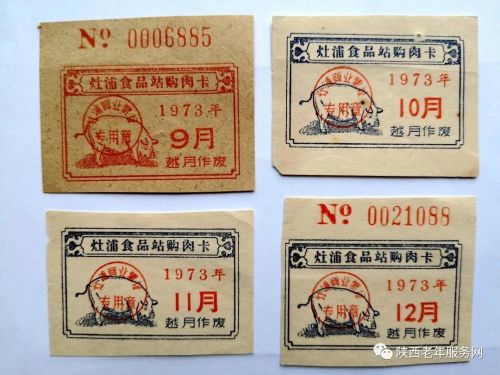 № 0006885
灶浦食品站购肉卡
1973年
专用章
9月
越月作废
灶浦食品站购肉卡
1973年
专用章
10月
越月作废
灶浦食品站购肉卡
1973年
专用章
11月
越月作废
№ 0021088
灶浦食品站购肉卡
1973年
专用章
12月
越月作废
陕西老年服务网